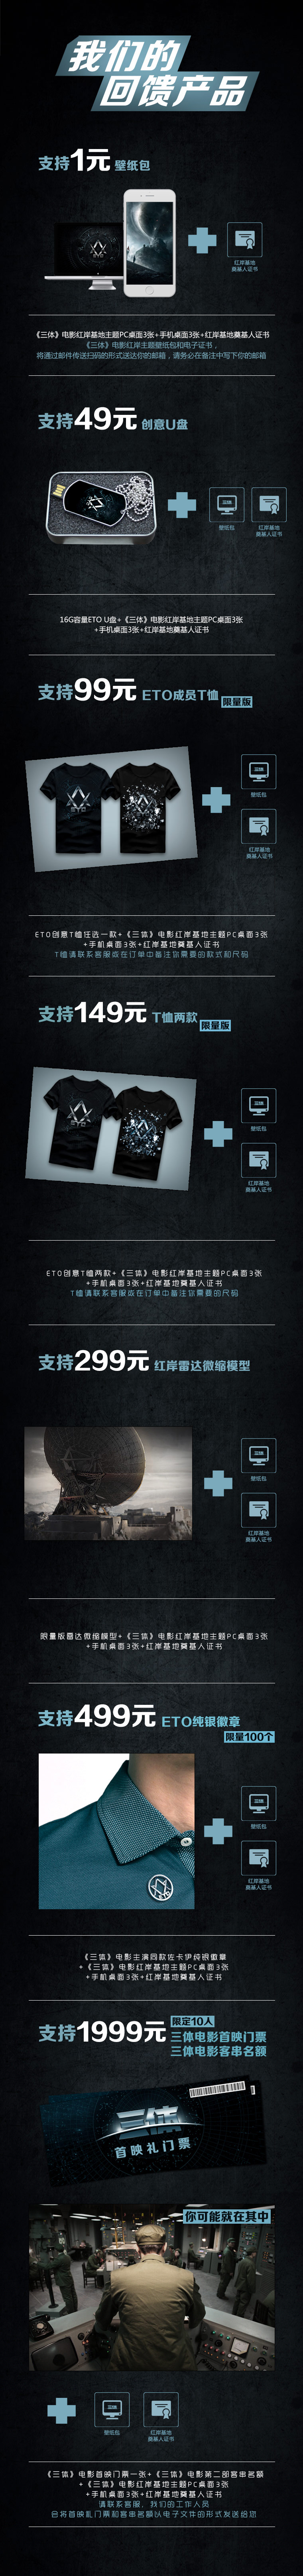 我们的
回馈产品
支持1元 壁纸包
红岸基地
奠基人证书
《三体》电影红岸基地主题PC桌面3张+手机桌面3张+红岸基地奠基人证书
《三体》电影红岸主题壁纸包和电子证书，
将通过邮件传送扫码的形式送达你的邮箱，请务必在备注中写下你的邮箱
支持49元 创意U盘
三体
壁纸包
红岸基地
奠基人证书
16G容量ETO U盘+《三体》电影红岸基地主题PC桌面3张
+手机桌面3张+红岸基地奠基人证书
支持99元 ETO成员T恤 限量版
ETO
三体
壁纸包
红岸基地
奠基人证书
ETO创意T恤任选一款+《三体》电影红岸基地主题PC桌面3张
+手机桌面3张+红岸基地奠基人证书
T恤请联系客服或在订单中备注你需要的款式和尺码
支持149元 T恤两款 限量版
ETO
三体
壁纸包
红岸基地
奠基人证书
ETO创意T恤两款+《三体》电影红岸基地主题PC桌面3张
+手机桌面3张+红岸基地奠基人证书
T恤请联系客服或在订单中备注你需要的尺码
支持299元 红岸雷达微缩模型
三体
壁纸包
红岸基地
奠基人证书
限量版雷达微缩模型+《三体》电影红岸基地主题PC桌面3张
+手机桌面3张+红岸基地奠基人证书
支持499元 ETO纯银徽章
限量100个
三体
壁纸包
红岸基地
奠基人证书
《三体》电影主演同款佐卡伊纯银徽章
+《三体》电影红岸基地主题PC桌面3张
+手机桌面3张+红岸基地奠基人证书
支持1999元 限定10人
三体电影首映门票
三体电影客串名额
三体
首映礼门票
你可能就在其中
三体
壁纸包
红岸基地
奠基人证书
《三体》电影首映门票一张+《三体》电影第二部客串名额
+《三体》电影红岸基地主题PC桌面3张
+手机桌面3张+红岸基地奠基人证书
请联系客服，我们的工作人员
会将首映礼门票和客串名额以电子文件的形式发送给您